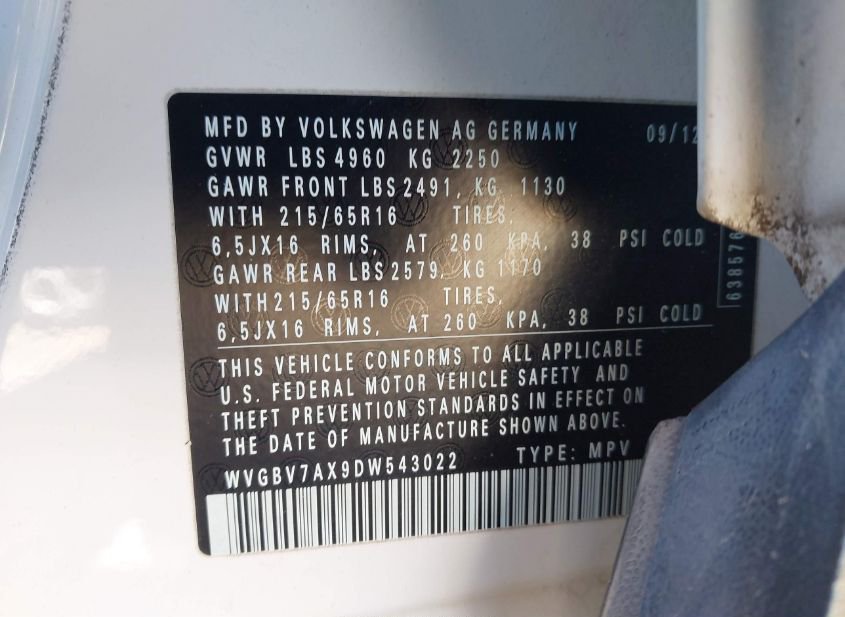 MFD BY VOLKSWAGEN AG GERMANY 09/12
GVWR LBS 4960 KG 2250
GAWR FRONT LBS 2491, KG 1130
WITH 215/65R16 TIRES,
6,5JX16 RIMS, AT 260 KPA, 38 PSI COLD
GAWR REAR LBS 2579, KG 1170
WITH 215/65R16 TIRES,
6,5JX16 RIMS, AT 260 KPA, 38 PSI COLD
THIS VEHICLE CONFORMS TO ALL APPLICABLE
U.S. FEDERAL MOTOR VEHICLE SAFETY AND
THEFT PREVENTION STANDARDS IN EFFECT ON
THE DATE OF MANUFACTURE SHOWN ABOVE.
WVGBV7AX9DW543022 TYPE: MPV
638576